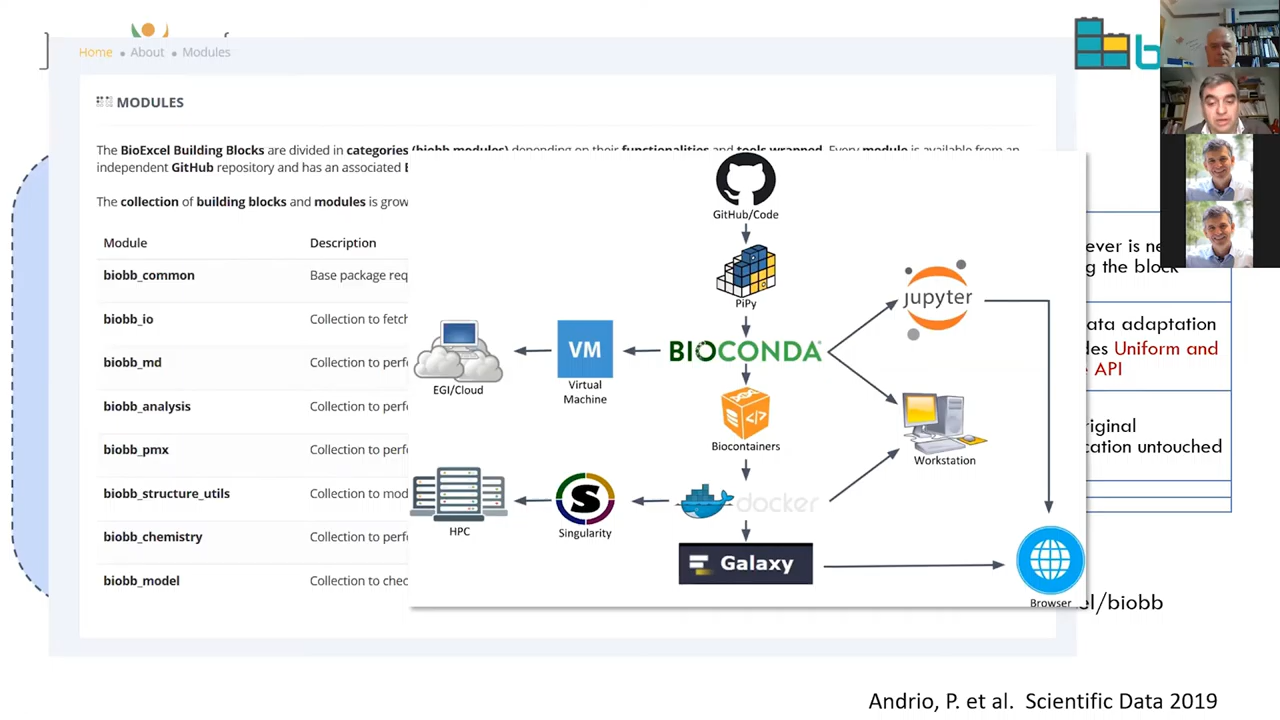 Home • About • Modules
MODULES
The BioExcel Building Blocks are divided in categories (biobb modules) depending on their functionalities and tools wrapped. Every module is available from an
independent GitHub repository and has an associated
The collection of building blocks and modules is grow
Module Description
biobb_common Base package req
biobb_io Collection to fetch
biobb_md Collection to perfo
biobb_analysis Collection to perfo
biobb_pmx Collection to perfo
biobb_structure_utils Collection to mod
biobb_chemistry Collection to perfo
biobb_model Collection to chec
GitHub/Code
PiPy
BIOCONDA
VM
Virtual
Machine
EGI/Cloud
jupyter
Biocontainers
Workstation
docker
S
Singularity
HPC
Galaxy
Browser
b
ever is ne
g the block
ata adaptation
des Uniform and
API
riginal
cation untouched
el/biobb
Andrio, P. et al. Scientific Data 2019